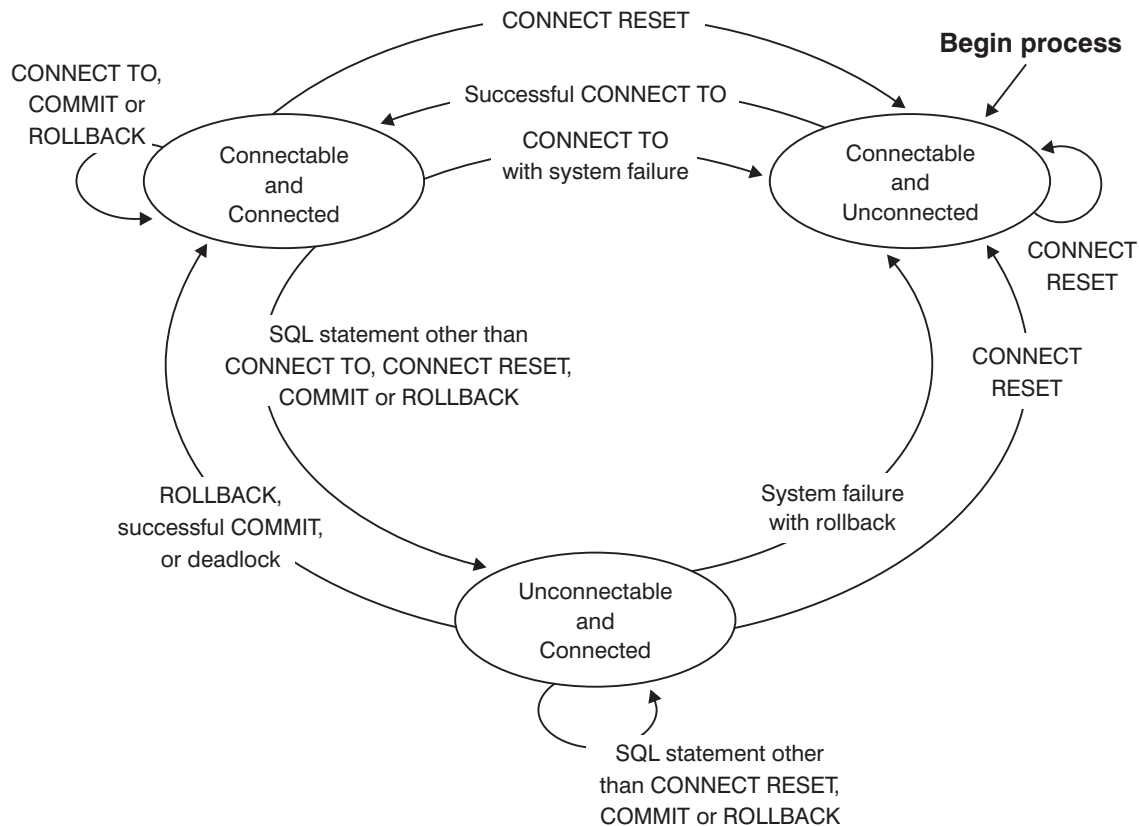 CONNECT RESET
Begin process
CONNECT TO,
COMMIT or
ROLLBACK
Successful CONNECT TO
CONNECT TO
with system failure
Connectable
and
Connected
Connectable
and
Unconnected
CONNECT
RESET
SQL statement other than
CONNECT TO, CONNECT RESET,
COMMIT or ROLLBACK
CONNECT
RESET
ROLLBACK,
successful COMMIT,
or deadlock
System failure
with rollback
Unconnectable
and
Connected
SQL statement other
than CONNECT RESET,
COMMIT or ROLLBACK